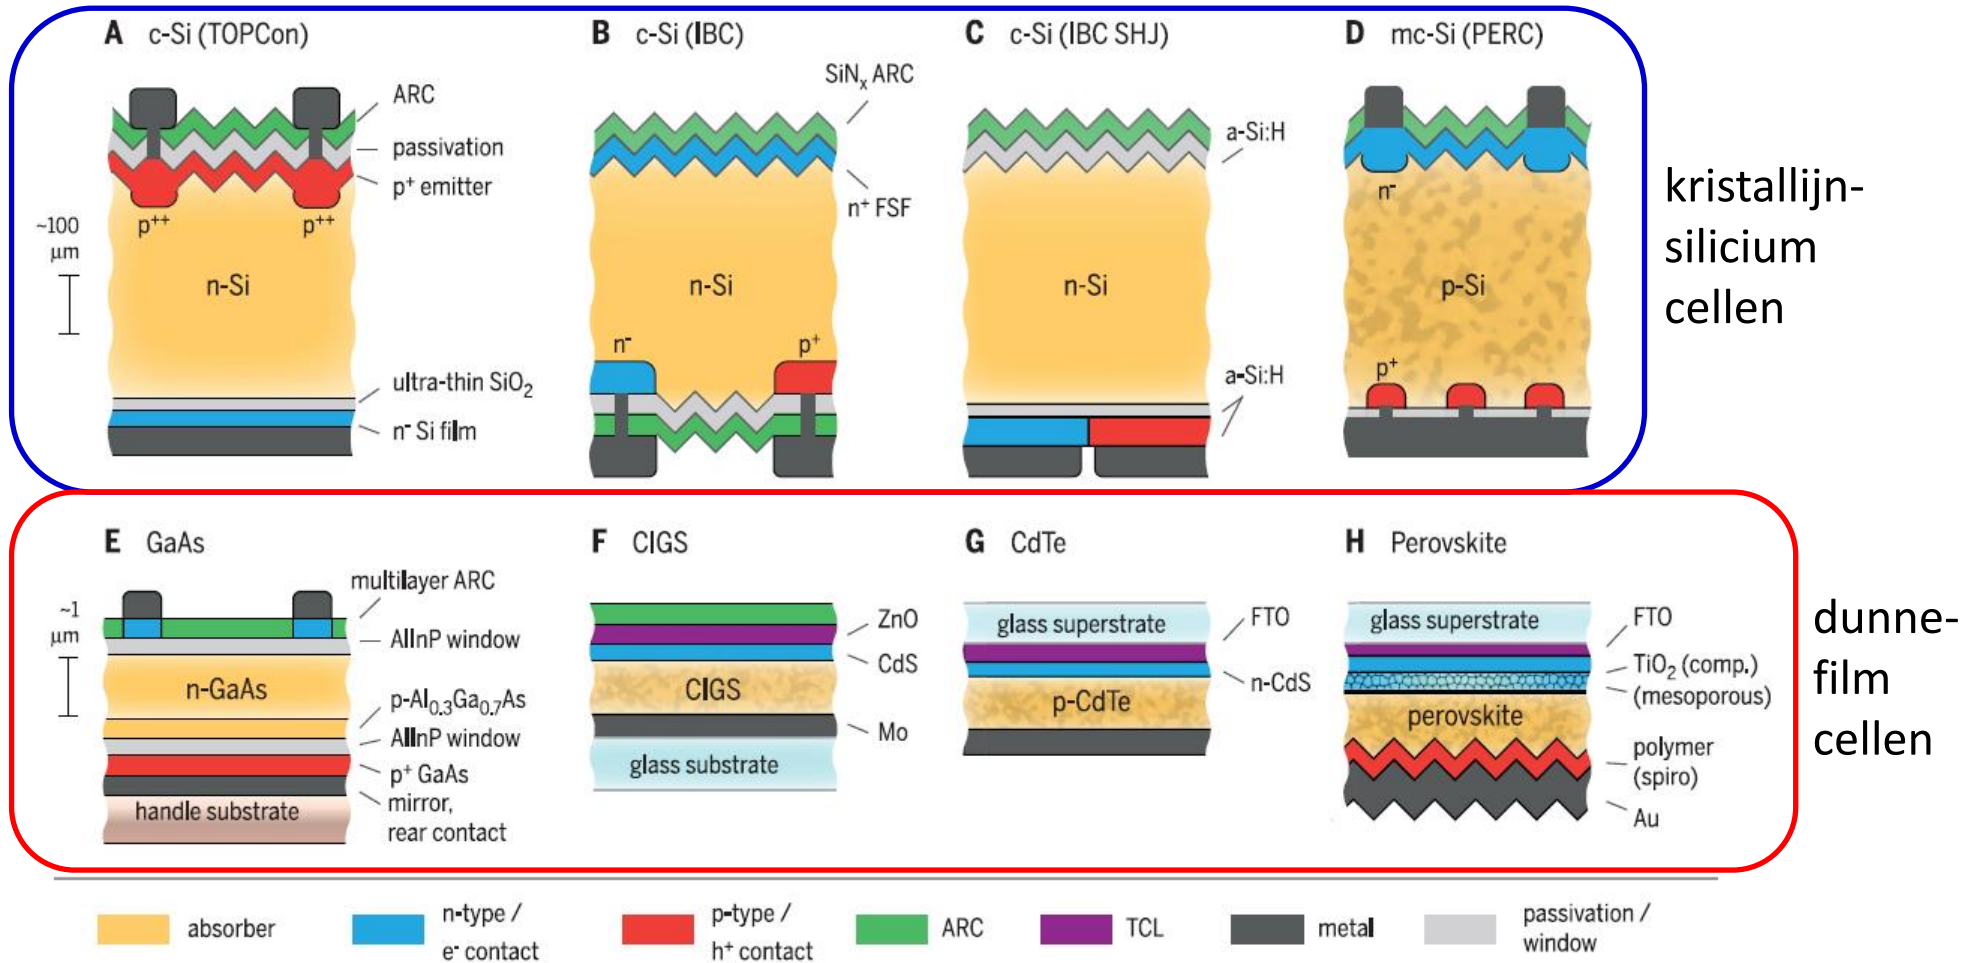 A c-Si (TOPCon)
ARC
passivation
p⁺ emitter
p⁺⁺
p⁺⁺
~100
μm
n-Si
ultra-thin SiO₂
n⁻ Si film
B c-Si (IBC)
SiNₓ ARC
n⁺ FSF
n-Si
n⁻
p⁺
C c-Si (IBC SHJ)
a-Si:H
n-Si
a-Si:H
D mc-Si (PERC)
n⁻
p-Si
p⁺
kristallijn-
silicium
cellen
E GaAs
multilayer ARC
~1
μm
AlInP window
n-GaAs
p-Al₀.₃Ga₀.₇As
AlInP window
p⁺ GaAs
mirror,
rear contact
handle substrate
F CIGS
ZnO
CdS
CIGS
Mo
glass substrate
G CdTe
glass superstrate
FTO
n-CdS
p-CdTe
H Perovskite
glass superstrate
FTO
TiO₂ (comp.)
(mesoporous)
perovskite
polymer
(spiro)
Au
dunne-
film
cellen
absorber
n-type /
e⁻ contact
p-type /
h⁺ contact
ARC
TCL
metal
passivation /
window